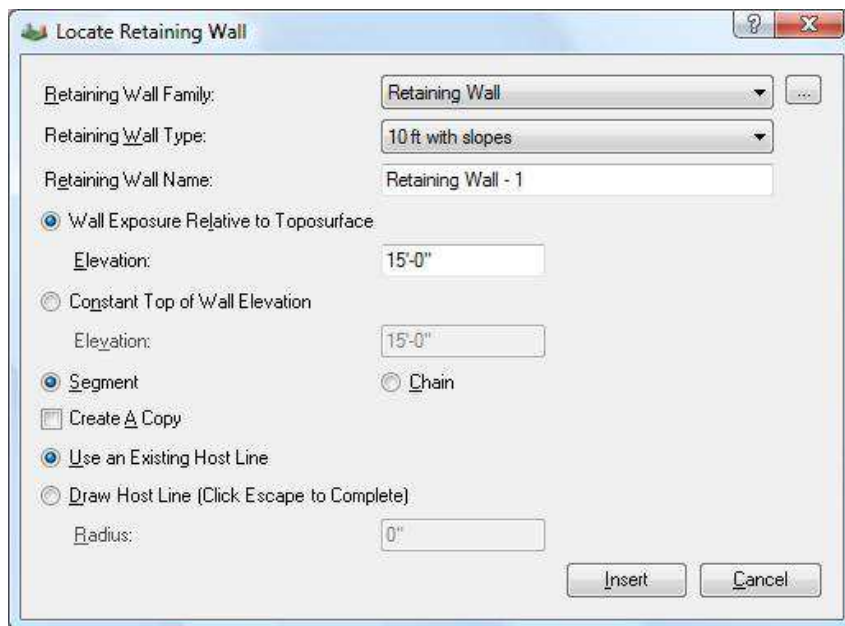 Locate Retaining Wall
?
Retaining Wall Family: Retaining Wall ...
Retaining Wall Type: 10 ft with slopes
Retaining Wall Name: Retaining Wall - 1
Wall Exposure Relative to Toposurface
Elevation: 15'-0"
Constant Top of Wall Elevation
Elevation: 15'-0"
Segment Chain
Create A Copy
Use an Existing Host Line
Draw Host Line (Click Escape to Complete)
Radius: 0"
Insert Cancel